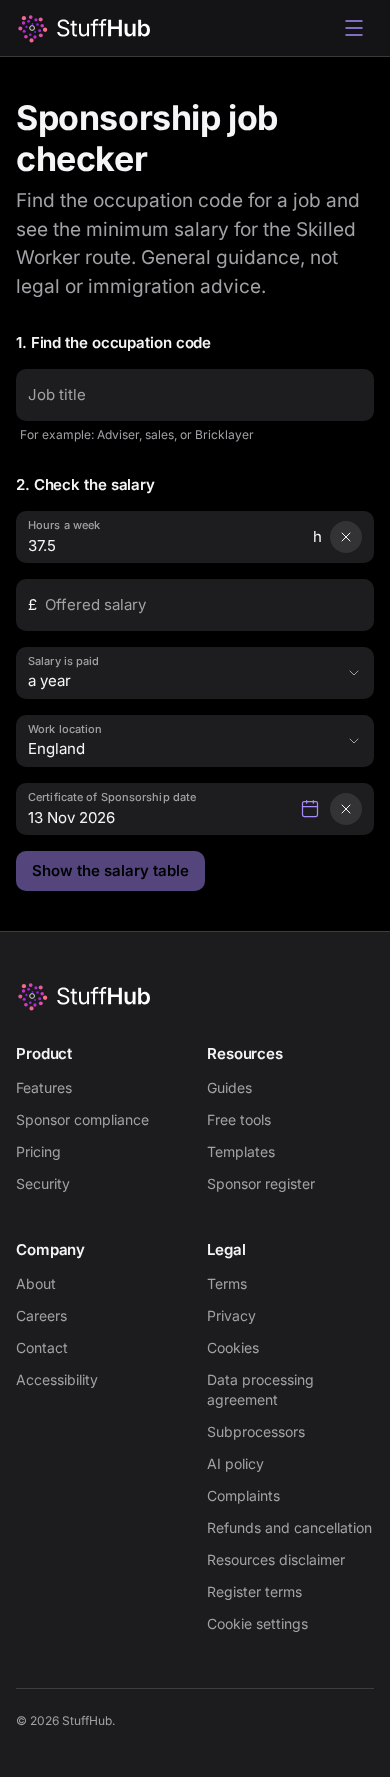 StuffHub
Sponsorship job
checker
Find the occupation code for a job and
see the minimum salary for the Skilled
Worker route. General guidance, not
legal or immigration advice.
1. Find the occupation code
Job title
For example: Adviser, sales, or Bricklayer
2. Check the salary
Hours a week
37.5
h
£ Offered salary
Salary is paid
a year
Work location
England
Certificate of Sponsorship date
13 Nov 2026
Show the salary table
StuffHub
Product
Features
Sponsor compliance
Pricing
Security
Resources
Guides
Free tools
Templates
Sponsor register
Company
About
Careers
Contact
Accessibility
Legal
Terms
Privacy
Cookies
Data processing
agreement
Subprocessors
AI policy
Complaints
Refunds and cancellation
Resources disclaimer
Register terms
Cookie settings
© 2026 StuffHub.